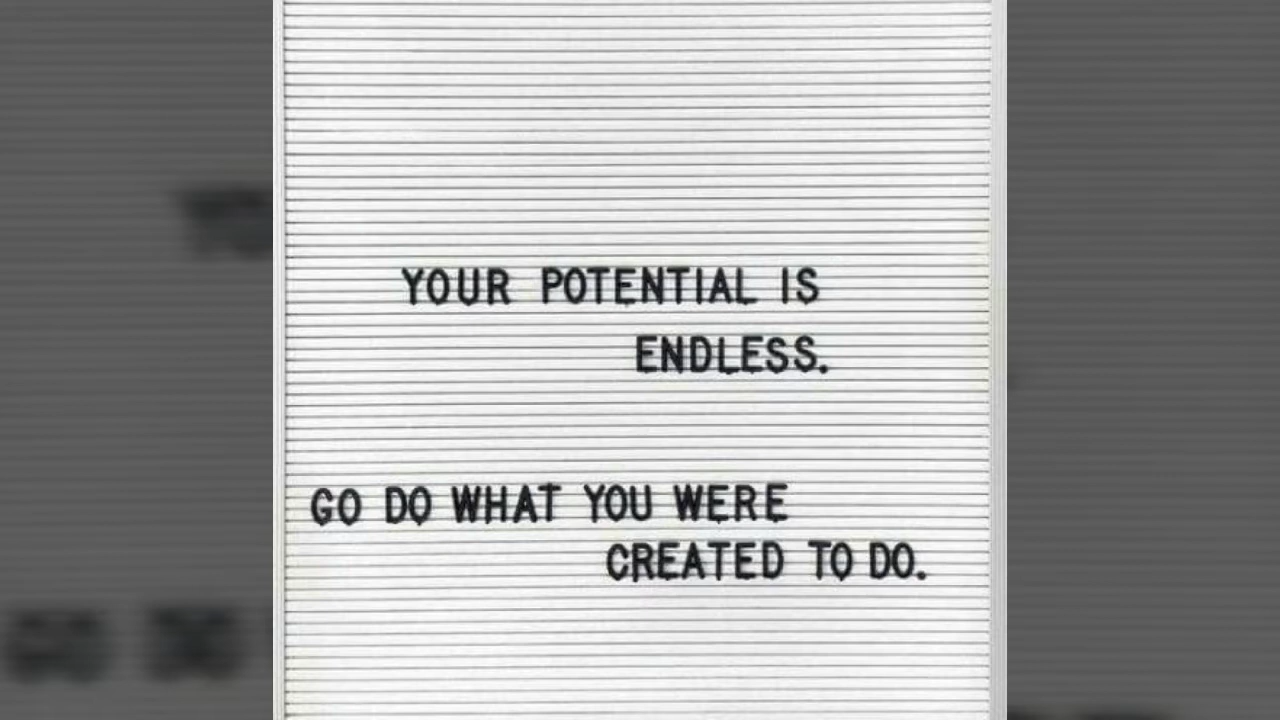 YOUR POTENTIAL IS
ENDLESS.
GO DO WHAT YOU WERE
CREATED TO DO.